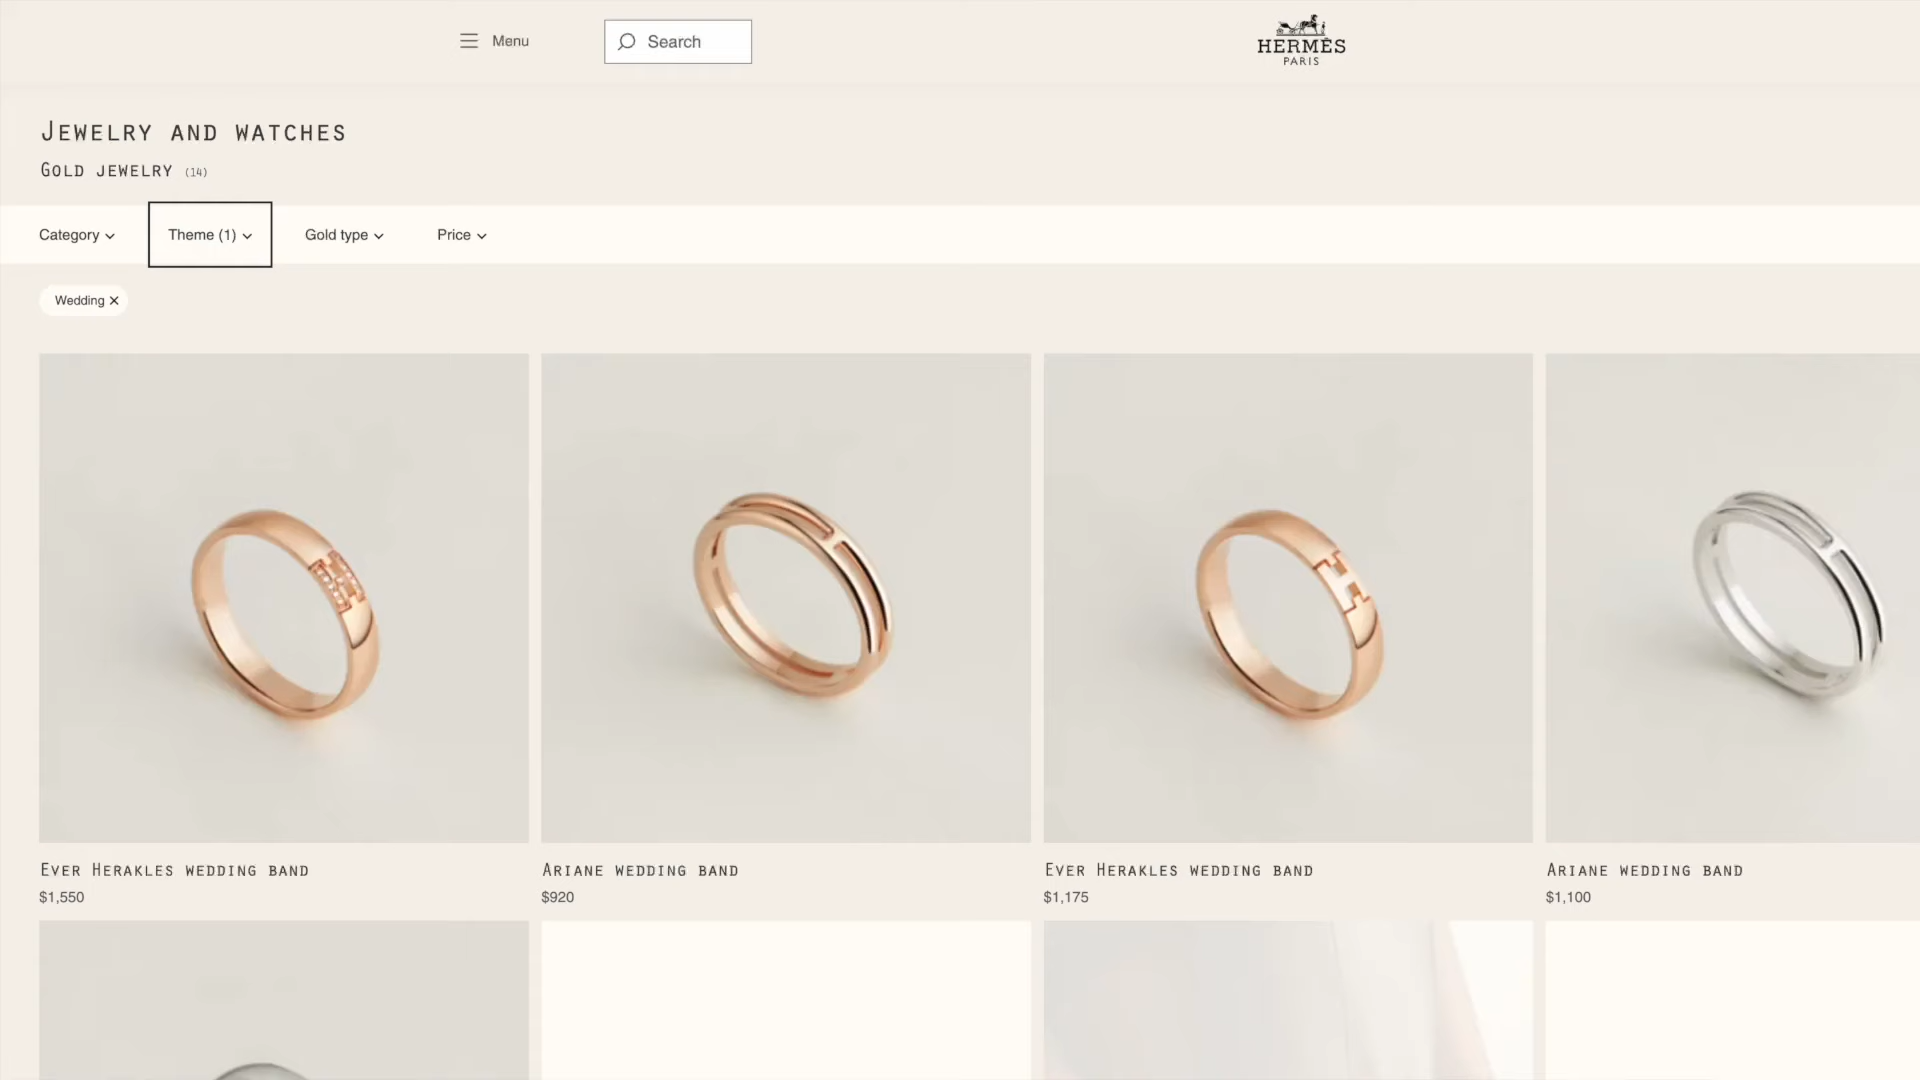 Menu
Search
HERMÈS
PARIS
Jewelry and watches
Gold jewelry (14)
Category
Theme (1)
Gold type
Price
Wedding
Ever Herakles wedding band
$1,550
Ariane wedding band
$920
Ever Herakles wedding band
$1,175
Ariane wedding band
$1,100